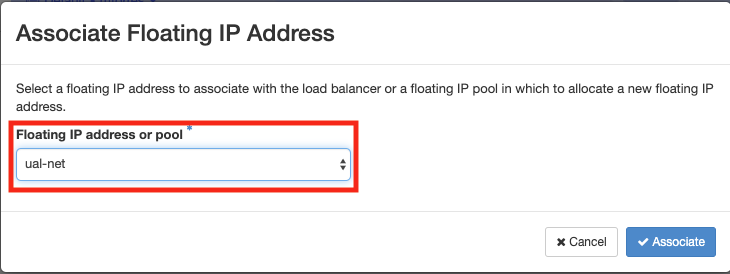 Associate Floating IP Address
Select a floating IP address to associate with the load balancer or a floating IP pool in which to allocate a new floating IP
address.
Floating IP address or pool *
ual-net
✖ Cancel
✔ Associate